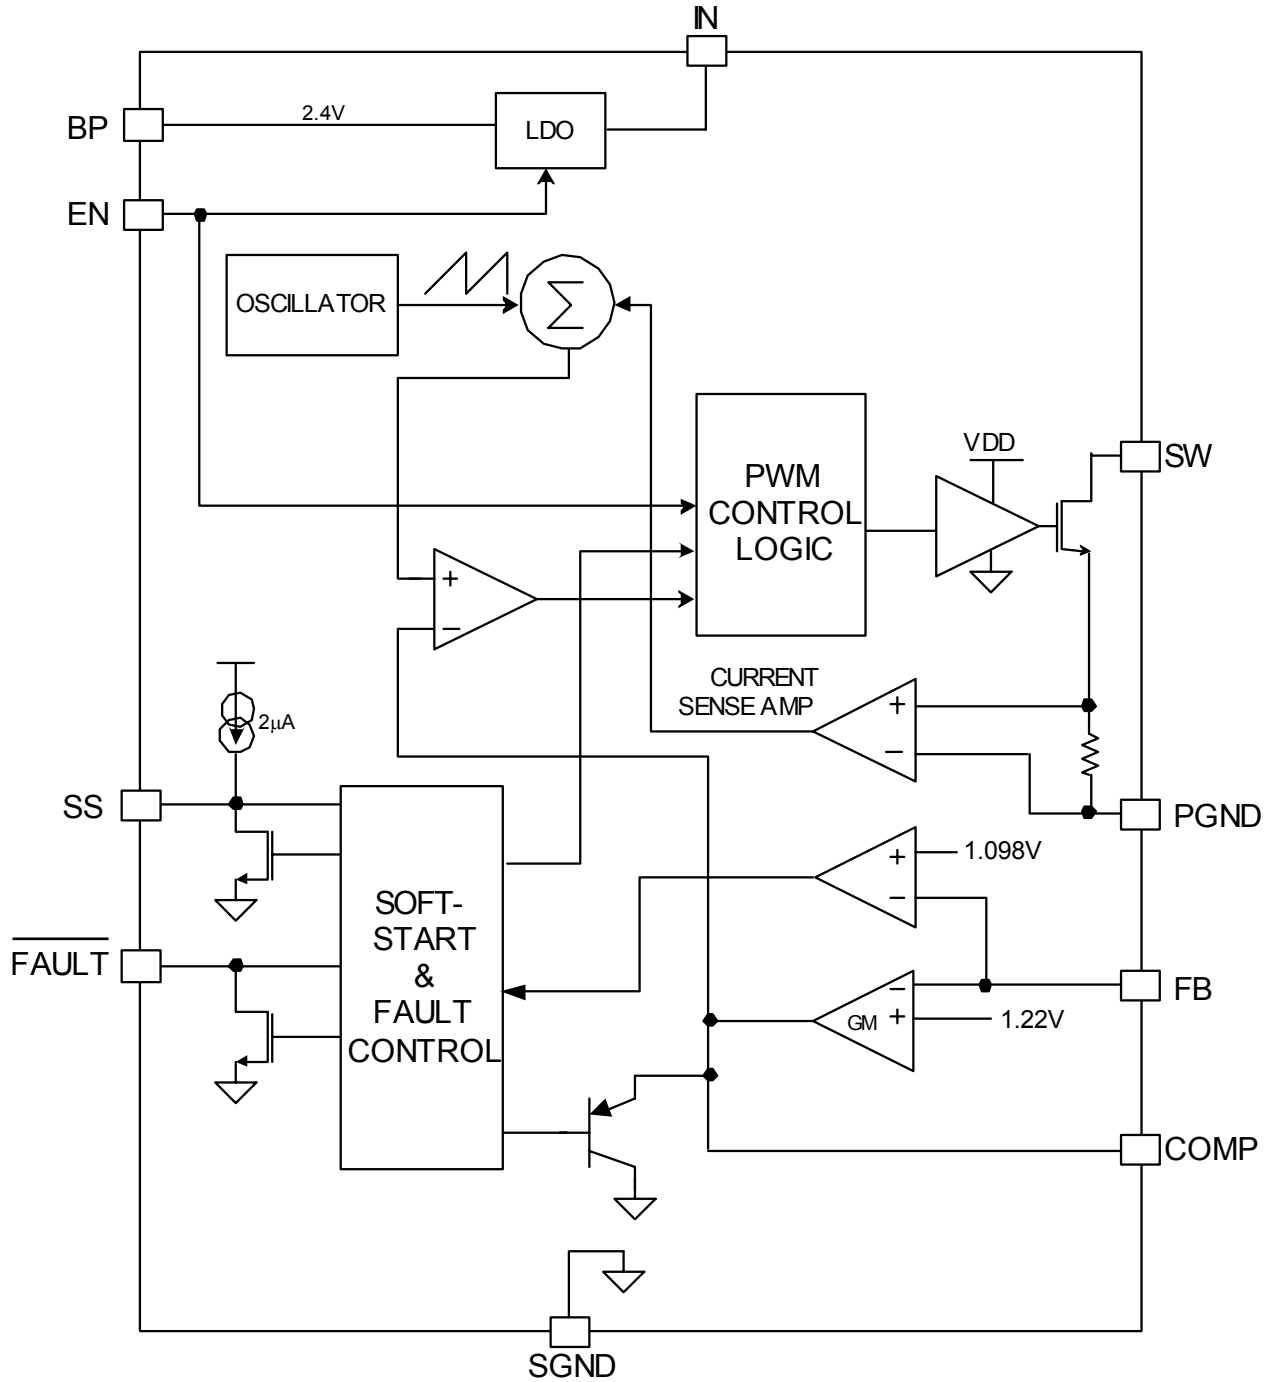 IN
BP
2.4V
LDO
EN
OSCILLATOR
Σ
VDD
SW
PWM
CONTROL
LOGIC
+
−
CURRENT
SENSE AMP
+
−
2μA
SS
PGND
+
1.098V
−
SOFT-
START
&
FAULT
CONTROL
FAULT
−
FB
GM
+
1.22V
COMP
SGND